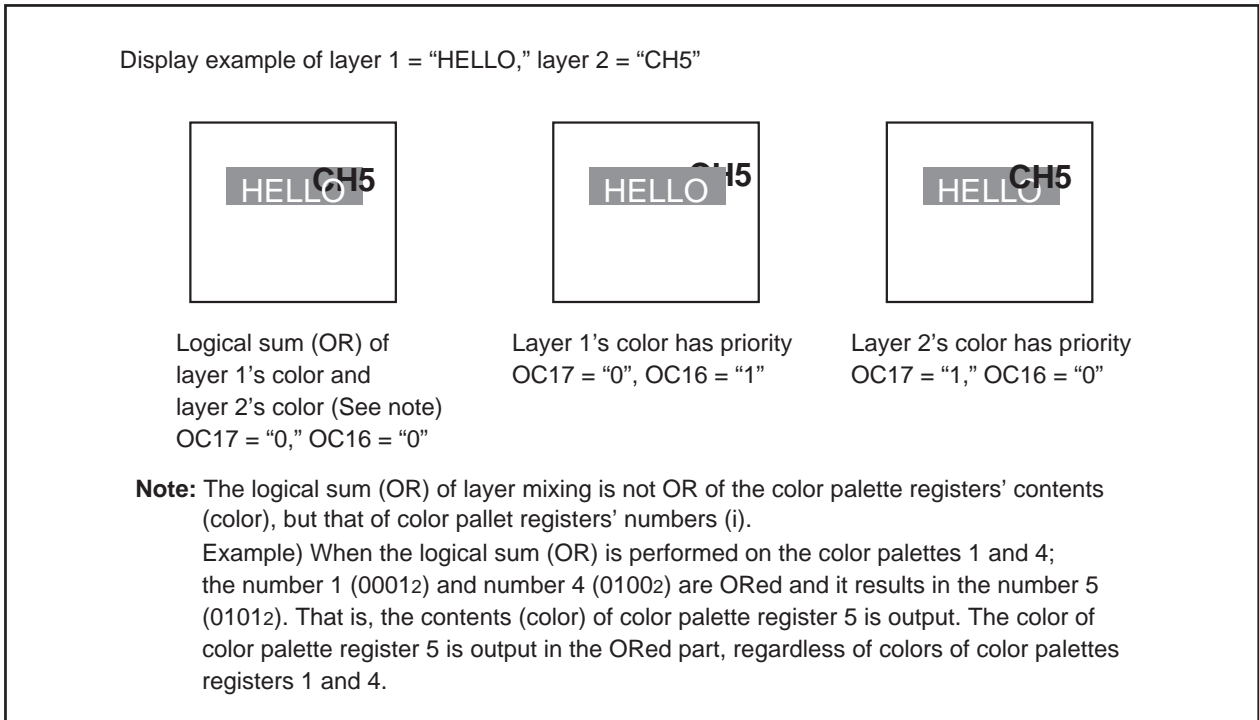 Display example of layer 1 = “HELLO,” layer 2 = “CH5”
HELLO CH5
HELLO CH5
HELLO CH5
Logical sum (OR) of
layer 1’s color and
layer 2’s color (See note)
OC17 = “0,” OC16 = “0”
Layer 1’s color has priority
OC17 = “0”, OC16 = “1”
Layer 2’s color has priority
OC17 = “1,” OC16 = “0”
Note: The logical sum (OR) of layer mixing is not OR of the color palette registers’ contents
(color), but that of color pallet registers’ numbers (i).
Example) When the logical sum (OR) is performed on the color palettes 1 and 4;
the number 1 (00012) and number 4 (01002) are ORed and it results in the number 5
(01012). That is, the contents (color) of color palette register 5 is output. The color of
color palette register 5 is output in the ORed part, regardless of colors of color palettes
registers 1 and 4.